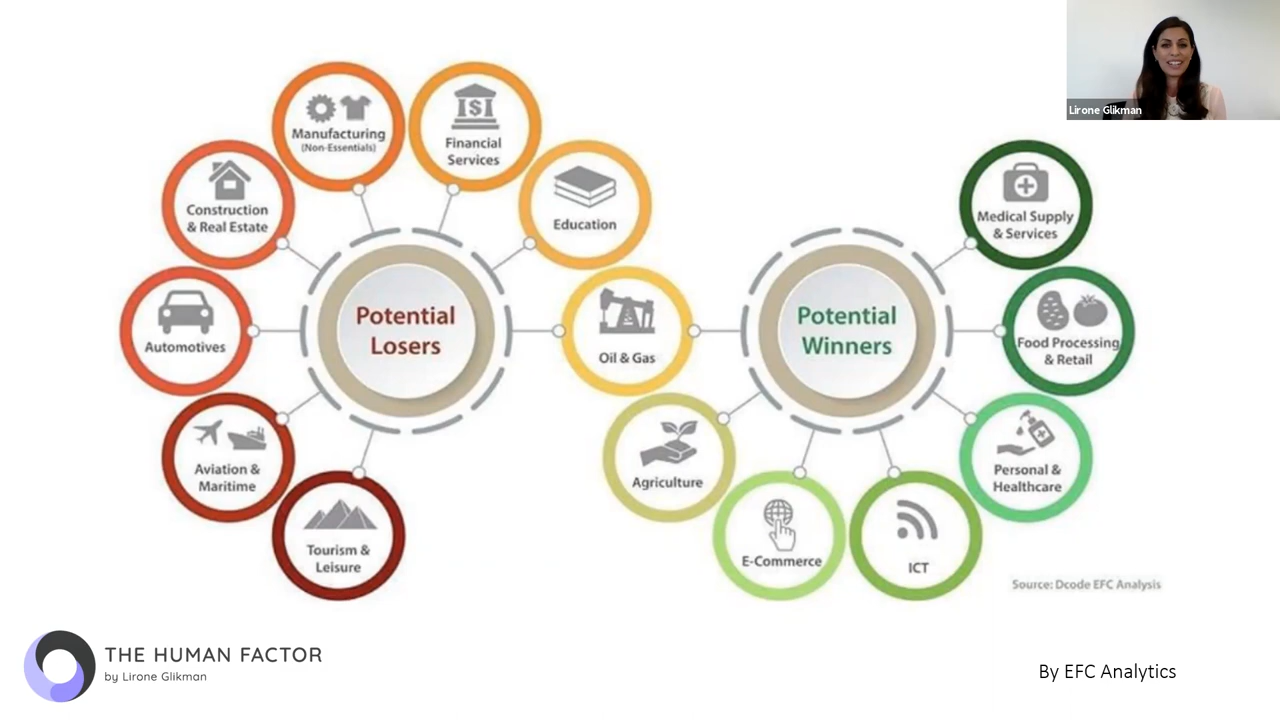 Lirone Glikman
Manufacturing
(Non-Essentials)
$
Financial
Services
Construction
& Real Estate
Education
Medical Supply
& Services
Automotives
Potential
Losers
Oil & Gas
Potential
Winners
Food Processing
& Retail
Aviation &
Maritime
Agriculture
Personal &
Healthcare
Tourism &
Leisure
E-Commerce
ICT
Source: Dcode EFC Analysis
THE HUMAN FACTOR
by Lirone Glikman
By EFC Analytics